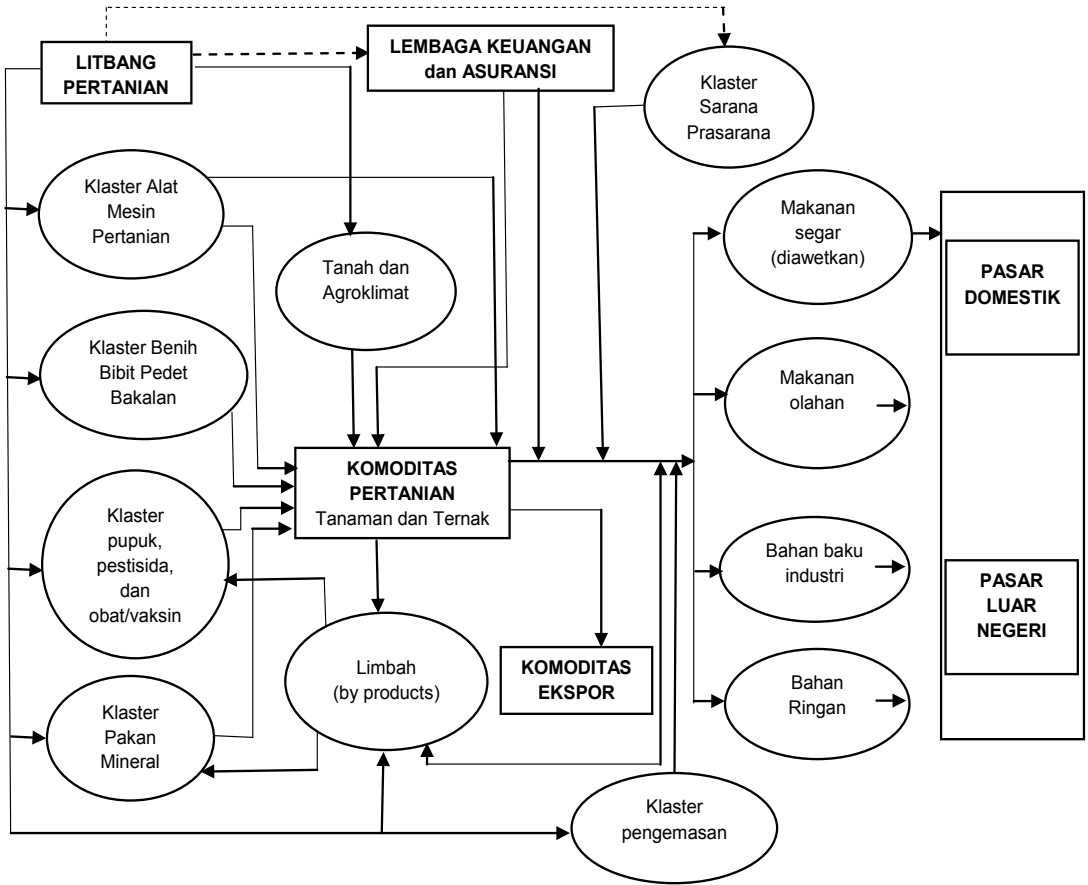 LITBANG
PERTANIAN
LEMBAGA KEUANGAN
dan ASURANSI
Klaster
Sarana
Prasarana
Klaster Alat
Mesin
Pertanian
Tanah dan
Agroklimat
Makanan
segar
(diawetkan)
PASAR
DOMESTIK
Klaster Benih
Bibit Pedet
Bakalan
Makanan
olahan
KOMODITAS
PERTANIAN
Tanaman dan Ternak
Klaster
pupuk,
pestisida,
dan
obat/vaksin
Bahan baku
industri
PASAR
LUAR
NEGERI
Limbah
(by products)
KOMODITAS
EKSPOR
Bahan
Ringan
Klaster
Pakan
Mineral
Klaster
pengemasan